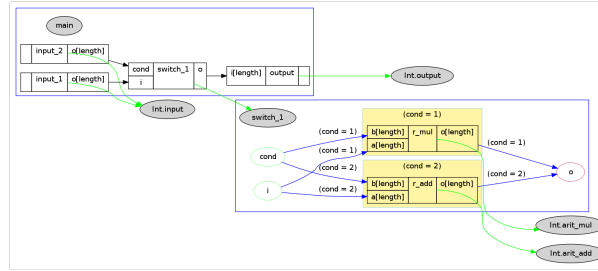 main
input_2 o[length]
input_1 o[length]
cond switch_1 o
i
i[length] output
Int.output
Int.input
switch_1
(cond = 1)
b[length] r_mul o[length]
a[length]
(cond = 1)
(cond = 1)
(cond = 1)
cond
(cond = 2)
(cond = 2)
b[length] r_add o[length]
a[length]
(cond = 2)
(cond = 2)
i
o
Int.arit_mul
Int.arit_add